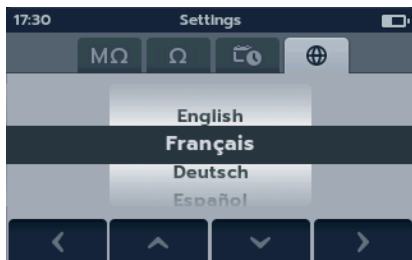 17:30 Settings
MΩ Ω
English
Français
Deutsch
Español